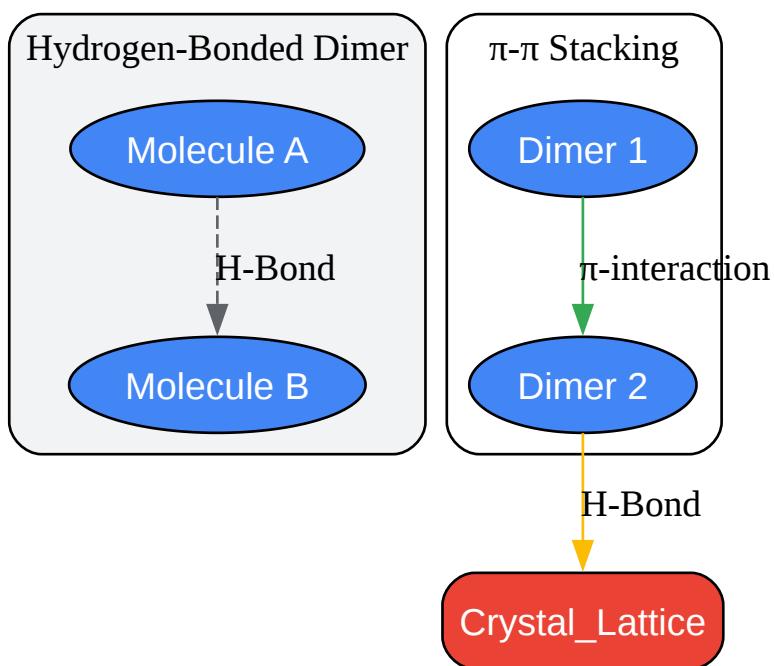 Hydrogen-Bonded Dimer
Molecule A
H-Bond
Molecule B
π-π Stacking
Dimer 1
π-interaction
Dimer 2
H-Bond
Crystal_Lattice